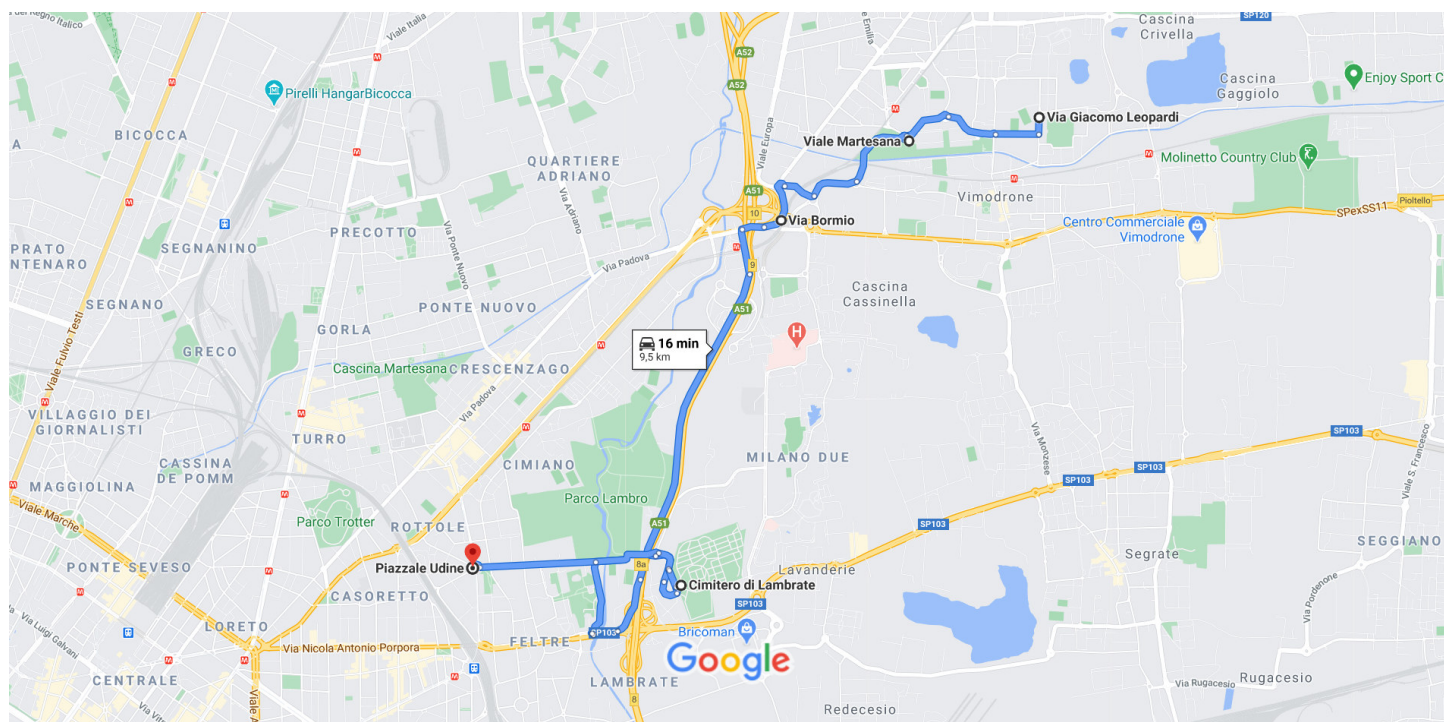 Viale Italia
A52
SP120
Cascina
Crivella
A52
Viale Europa
Cascina
Gaggiolo
Enjoy Sport C
Pirelli HangarBicocca
Via Giacomo Leopardi
BICOCCA
Viale Martesana
QUARTIERE
ADRIANO
Molinetto Country Club
A51
Vimodrone
Pioltello
Via Adriano
10
Via Bormio
SPexSS11
PRECOTTO
SEGNANINO
Via Ponte Nuovo
Centro Commerciale
Vimodrone
PRATO
NTENARO
Via Padova
9
Cascina
Cassinella
SEGNANO
PONTE NUOVO
A51
GORLA
Viale Fulvio Testi
H
16 min
9,5 km
GRECO
Cascina Martesana
CRESCENZAGO
Via Padova
VILLAGGIO DEI
GIORNALISTI
TURRO
SP103
Via Monzese
Viale S. Francesco
CIMIANO
MILANO DUE
CASSINA
DE POMM
SP103
SP103
MAGGIOLINA
Parco Lambro
Viale Marche
Parco Trotter
ROTTOLE
A51
SP103
SEGGIANO
Segrate
PONTE SEVESO
Piazzale Udine
8a
Lavanderie
Cimitero di Lambrate
CASORETTO
SP103
Via Pordenone
LORETO
SP103
Bricoman
Via Luigi Galvani
Via Nicola Antonio Porpora
FELTRE
Google
CENTRALE
LAMBRATE
Via Rugacesio
Rugacesio
8
Redecesio